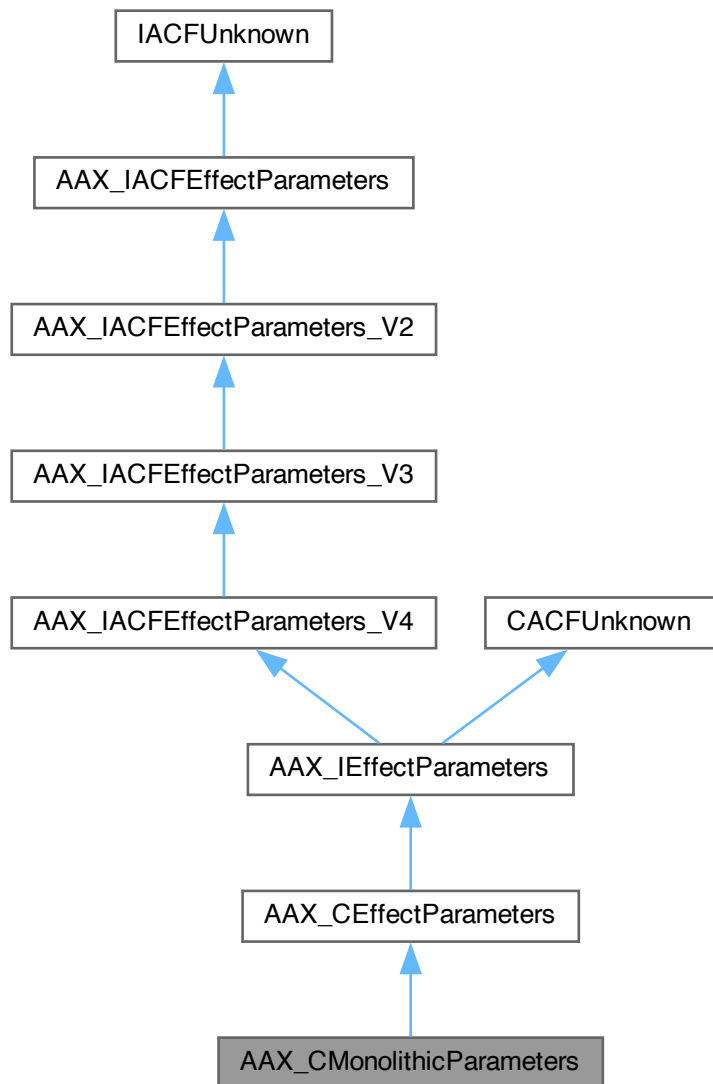 IACFUnknown
AAX_IACFEffectParameters
AAX_IACFEffectParameters_V2
AAX_IACFEffectParameters_V3
AAX_IACFEffectParameters_V4
CACFUnknown
AAX_IEffectParameters
AAX_CEffectParameters
AAX_CMonolithicParameters